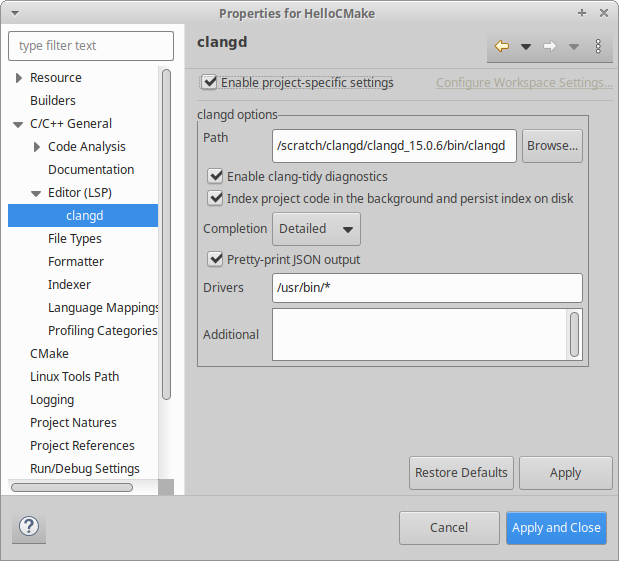 Properties for HelloCMake
type filter text
Resource
Builders
C/C++ General
Code Analysis
Documentation
Editor (LSP)
clangd
File Types
Formatter
Indexer
Language Mappings
Profiling Categories
CMake
Linux Tools Path
Logging
Project Natures
Project References
Run/Debug Settings
clangd
Enable project-specific settings
Configure Workspace Settings...
clangd options
Path
/scratch/clangd/clangd_15.0.6/bin/clangd
Browse...
Enable clang-tidy diagnostics
Index project code in the background and persist index on disk
Completion
Detailed
Pretty-print JSON output
Drivers
/usr/bin/*
Additional
Restore Defaults
Apply
Cancel
Apply and Close